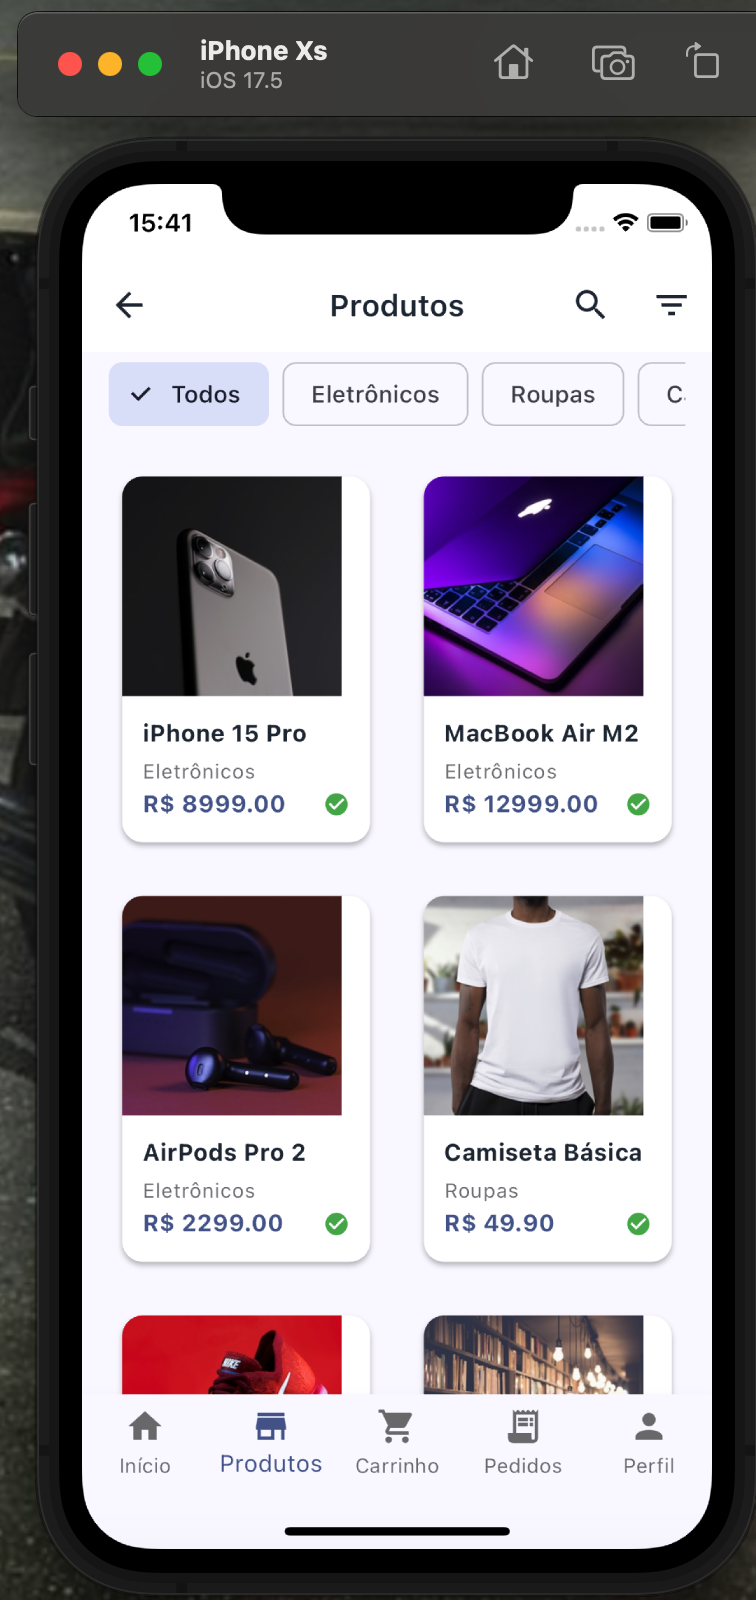 iPhone Xs
iOS 17.5
15:41
Produtos
Todos
Eletrônicos
Roupas
iPhone 15 Pro
MacBook Air M2
Eletrônicos
Eletrônicos
R$ 8999.00
R$ 12999.00
AirPods Pro 2
Camiseta Básica
Eletrônicos
Roupas
R$ 2299.00
R$ 49.90
NIKE
Início
Produtos
Carrinho
Pedidos
Perfil